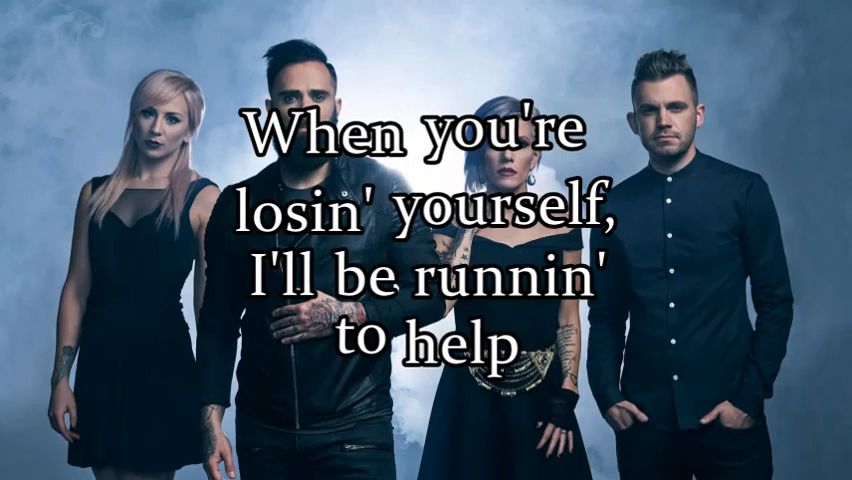 When you're
losin' yourself,
I'll be runnin'
to help